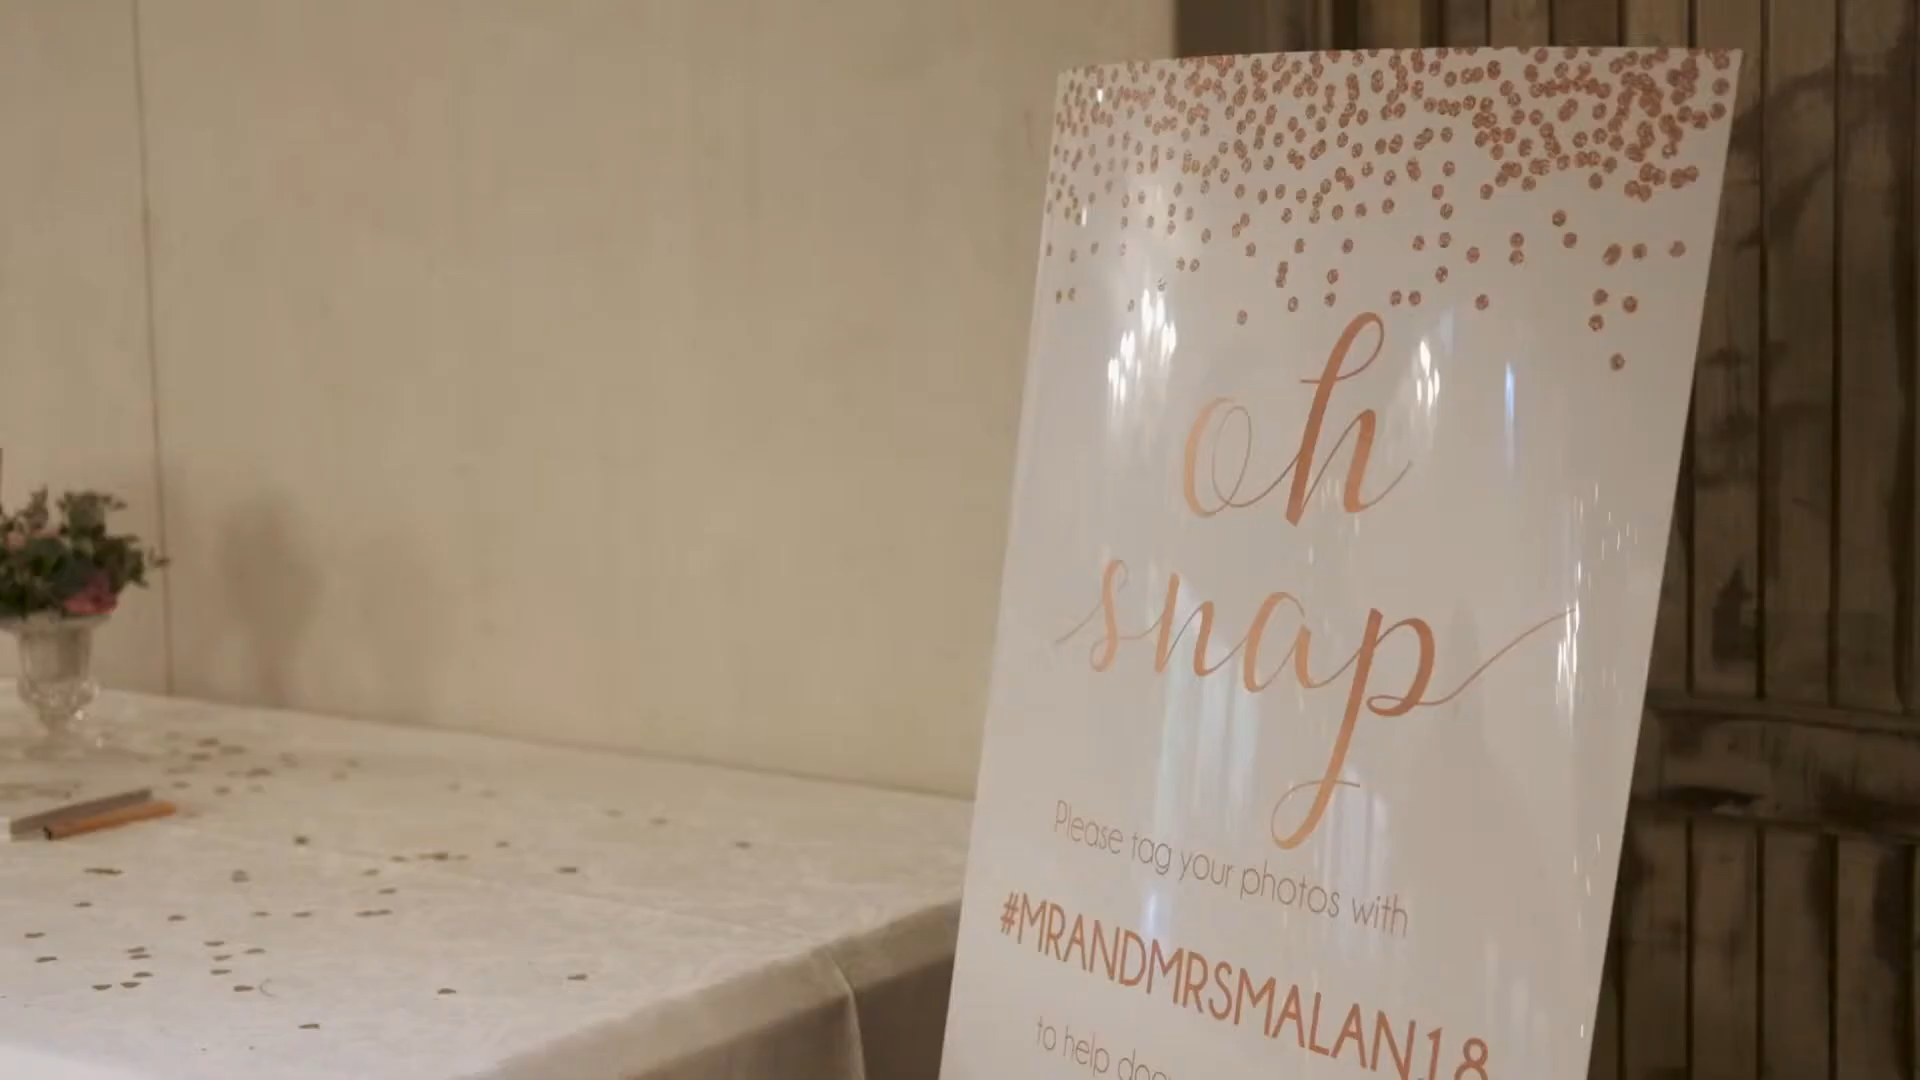 oh
snap
Please tag your photos with
#MRANDMRSMALAN18
to help